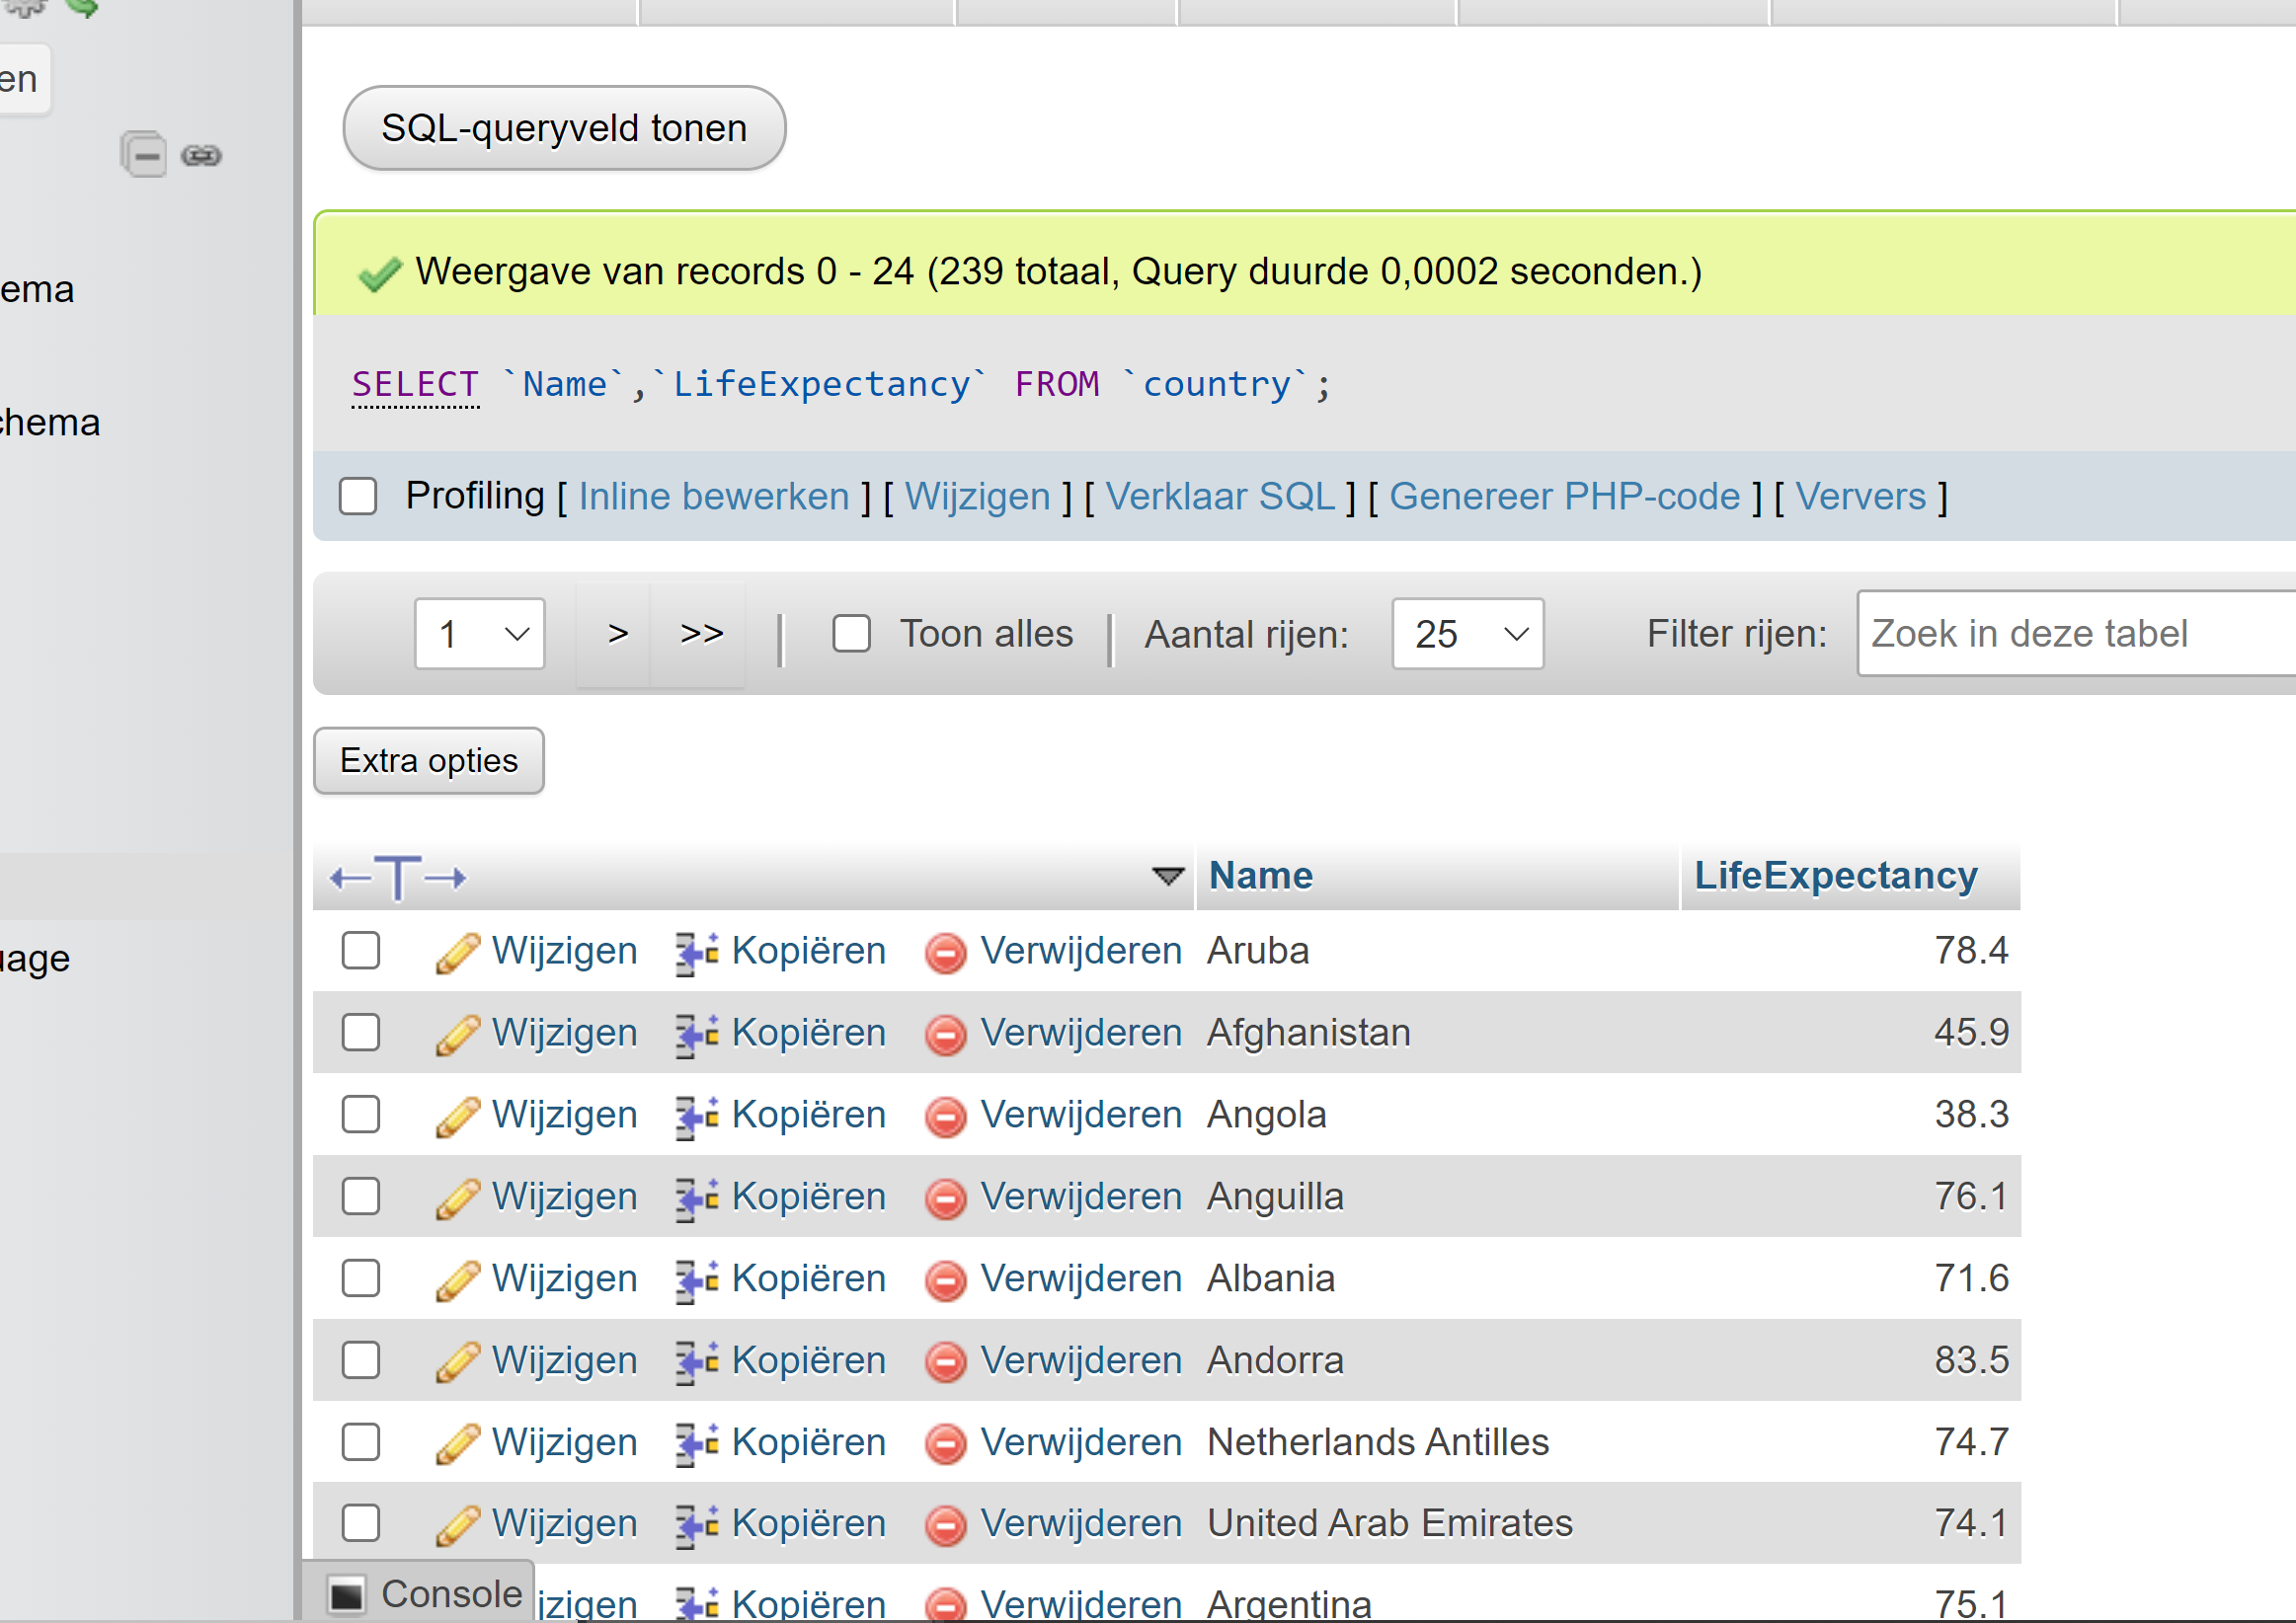 en
SQL-queryveld tonen
Weergave van records 0 - 24 (239 totaal, Query duurde 0,0002 seconden.)
ema
SELECT `Name`,`LifeExpectancy` FROM `country`;
chema
Profiling [ Inline bewerken ] [ Wijzigen ] [ Verklaar SQL ] [ Genereer PHP-code ] [ Ververs ]
1 > >> Toon alles Aantal rijen: 25 Filter rijen: Zoek in deze tabel
Extra opties
←T→ Name LifeExpectancy
Wijzigen Kopiëren Verwijderen Aruba 78.4
uage
Wijzigen Kopiëren Verwijderen Afghanistan 45.9
Wijzigen Kopiëren Verwijderen Angola 38.3
Wijzigen Kopiëren Verwijderen Anguilla 76.1
Wijzigen Kopiëren Verwijderen Albania 71.6
Wijzigen Kopiëren Verwijderen Andorra 83.5
Wijzigen Kopiëren Verwijderen Netherlands Antilles 74.7
Wijzigen Kopiëren Verwijderen United Arab Emirates 74.1
Console
jzigen Kopiëren Verwijderen Argentina 75.1